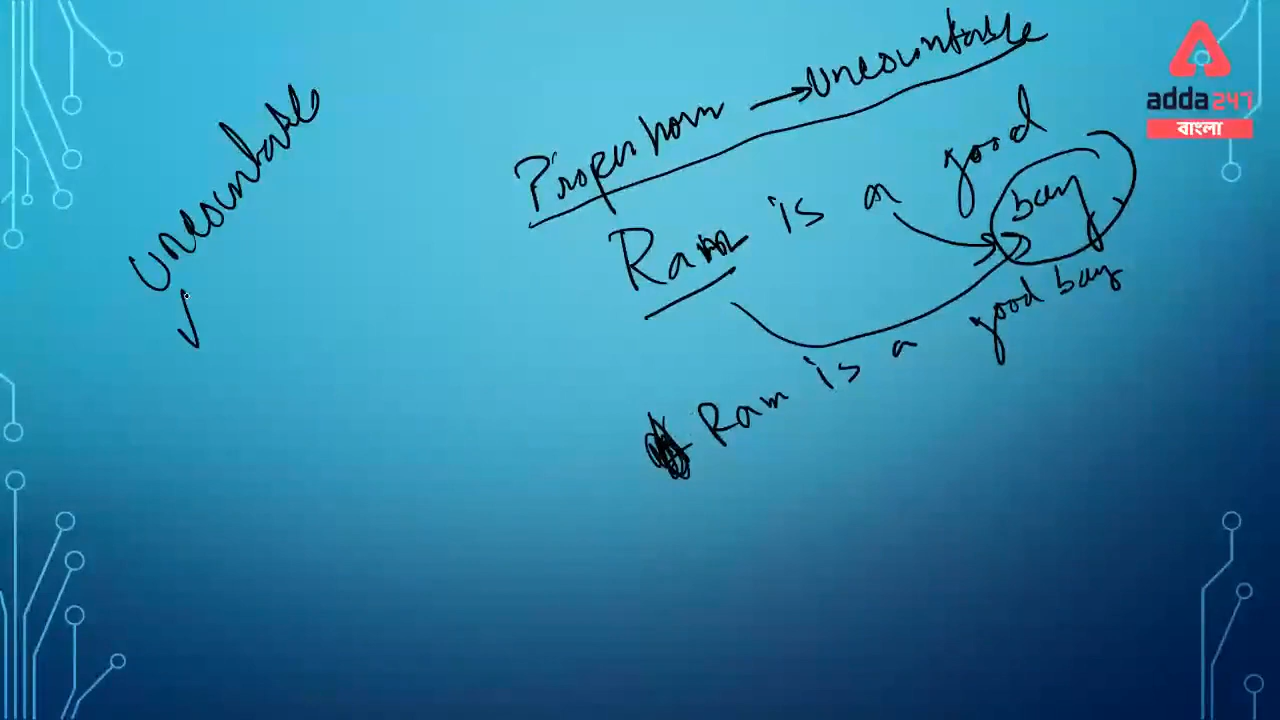 Proper noun → Uncountable
Uncountable
Ram is a good boy
Ram is a good boy
adda247
বাংলা